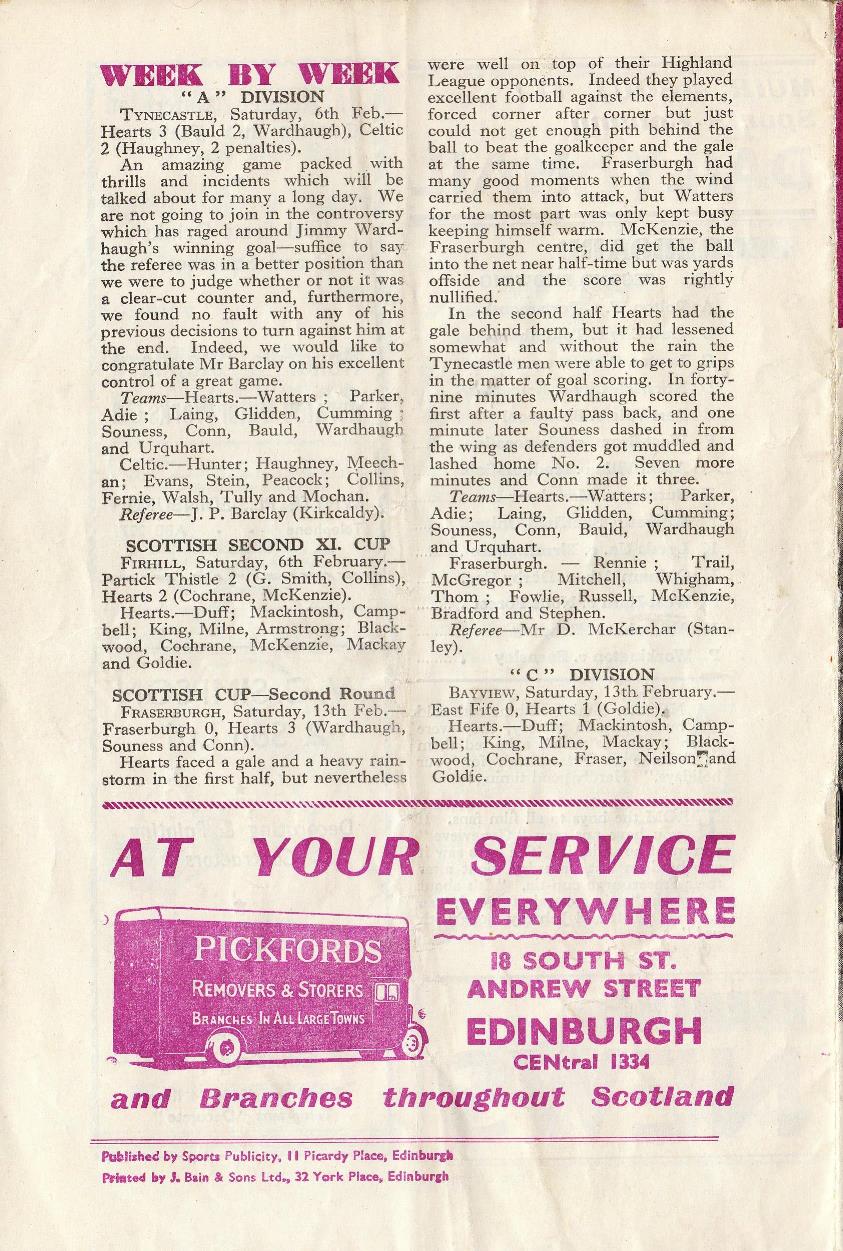 WEEK BY WEEK
" A " DIVISION
TYNECASTLE, Saturday, 6th Feb.—
Hearts 3 (Bauld 2, Wardhaugh), Celtic
2 (Haughney, 2 penalties).
An amazing game packed with
thrills and incidents which will be
talked about for many a long day. We
are not going to join in the controversy
which has raged around Jimmy Ward-
haugh's winning goal—suffice to say
the referee was in a better position than
we were to judge whether or not it was
a clear-cut counter and, furthermore,
we found no fault with any of his
previous decisions to turn against him at
the end. Indeed, we would like to
congratulate Mr Barclay on his excellent
control of a great game.
Teams—Hearts.—Watters ; Parker,
Adie ; Laing, Glidden, Cumming ;
Souness, Conn, Bauld, Wardhaugh
and Urquhart.
Celtic.—Hunter; Haughney, Meech-
an; Evans, Stein, Peacock; Collins,
Fernie, Walsh, Tully and Mochan.
Referee—J. P. Barclay (Kirkcaldy).
SCOTTISH SECOND XI. CUP
FIRHILL, Saturday, 6th February.—
Partick Thistle 2 (G. Smith, Collins),
Hearts 2 (Cochrane, McKenzie).
Hearts.—Duff; Mackintosh, Camp-
bell; King, Milne, Armstrong; Black-
wood, Cochrane, McKenzie, Mackay
and Goldie.
SCOTTISH CUP—Second Round
FRASERBURGH, Saturday, 13th Feb.—
Fraserburgh 0, Hearts 3 (Wardhaugh,
Souness and Conn).
Hearts faced a gale and a heavy rain-
storm in the first half, but nevertheless
were well on top of their Highland
League opponents. Indeed they played
excellent football against the elements,
forced corner after corner but just
could not get enough pith behind the
ball to beat the goalkeeper and the gale
at the same time. Fraserburgh had
many good moments when the wind
carried them into attack, but Watters
for the most part was only kept busy
keeping himself warm. McKenzie, the
Fraserburgh centre, did get the ball
into the net near half-time but was yards
offside and the score was rightly
nullified.
In the second half Hearts had the
gale behind them, but it had lessened
somewhat and without the rain the
Tynecastle men were able to get to grips
in the matter of goal scoring. In forty-
nine minutes Wardhaugh scored the
first after a faulty pass back, and one
minute later Souness dashed in from
the wing as defenders got muddled and
lashed home No. 2. Seven more
minutes and Conn made it three.
Teams—Hearts.—Watters; Parker,
Adie; Laing, Glidden, Cumming;
Souness, Conn, Bauld, Wardhaugh
and Urquhart.
Fraserburgh. — Rennie ; Trail,
McGregor ; Mitchell, Whigham,
Thom ; Fowlie, Russell, McKenzie,
Bradford and Stephen.
Referee—Mr D. McKerchar (Stan-
ley).
" C " DIVISION
BAYVIEW, Saturday, 13th February.—
East Fife 0, Hearts 1 (Goldie).
Hearts.—Duff; Mackintosh, Camp-
bell; King, Milne, Mackay; Black-
wood, Cochrane, Fraser, Neilson and
Goldie.
AT YOUR SERVICE
EVERYWHERE
PICKFORDS
REMOVERS & STORERS
BRANCHES IN ALL LARGE TOWNS
18 SOUTH ST.
ANDREW STREET
EDINBURGH
CENtral 1334
and Branches throughout Scotland
Published by Sports Publicity, 11 Picardy Place, Edinburgh
Printed by J. Bain & Sons Ltd., 32 York Place, Edinburgh